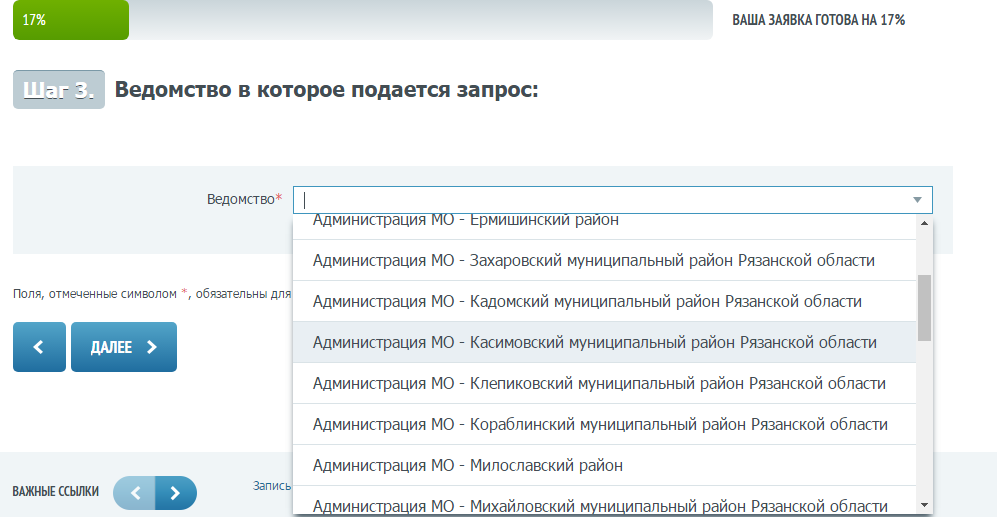 17%
ВАША ЗАЯВКА ГОТОВА НА 17%
Шаг 3. Ведомство в которое подается запрос:
Ведомство*
Администрация МО - Ермишинский район
Администрация МО - Захаровский муниципальный район Рязанской области
Поля, отмеченные символом *, обязательны для
Администрация МО - Кадомский муниципальный район Рязанской области
ДАЛЕЕ
Администрация МО - Касимовский муниципальный район Рязанской области
Администрация МО - Клепиковский муниципальный район Рязанской области
Администрация МО - Кораблинский муниципальный район Рязанской области
Администрация МО - Милославский район
ВАЖНЫЕ ССЫЛКИ
Запись
Администрация МО - Михайловский муниципальный район Рязанской области